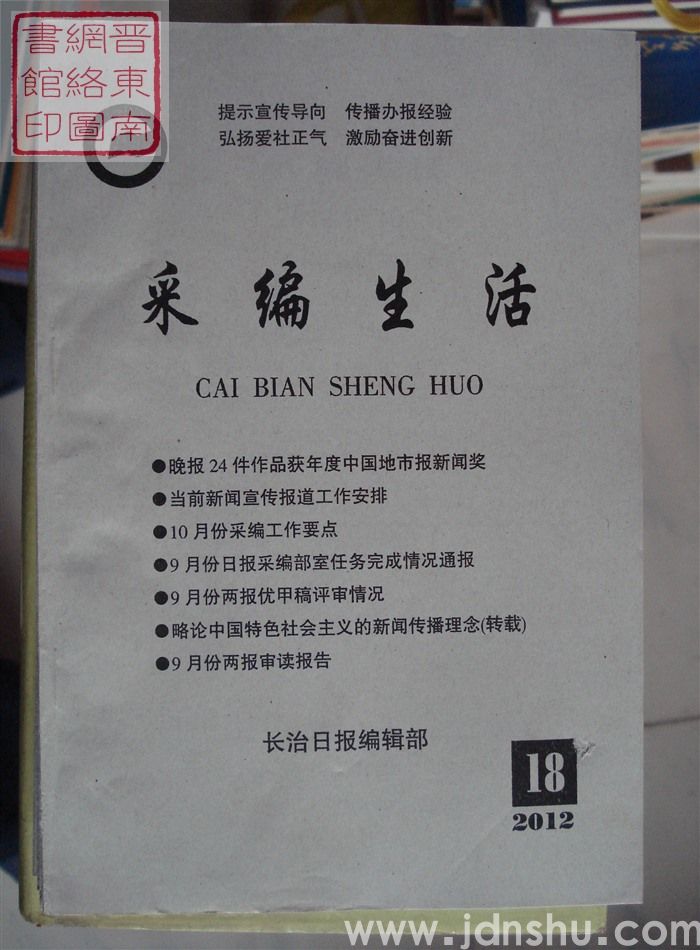 晋東南
網絡圖
書館印
提示宣传导向 传播办报经验
弘扬爱社正气 激励奋进创新
采编生活
CAI BIAN SHENG HUO
●晚报24件作品获年度中国地市报新闻奖
●当前新闻宣传报道工作安排
●10月份采编工作要点
●9月份日报采编部室任务完成情况通报
●9月份两报优甲稿评审情况
●略论中国特色社会主义的新闻传播理念(转载)
●9月份两报审读报告
长治日报编辑部
18
2012
www.jdnshu.com